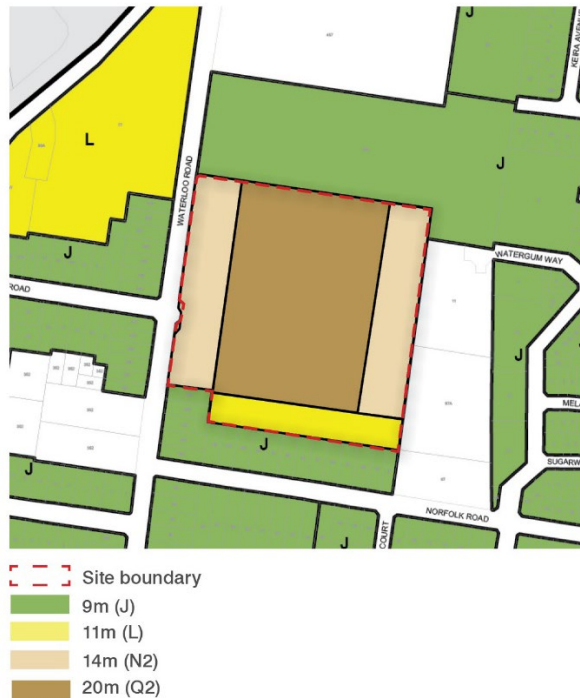 J
KEIRA AVENUE
L
J
WATERLOO ROAD
J
WATERGUM WAY
ROAD
J
J
MELA
J
SUGARW
J
NORFOLK ROAD
J
COURT
Site boundary
9m (J)
11m (L)
14m (N2)
20m (Q2)